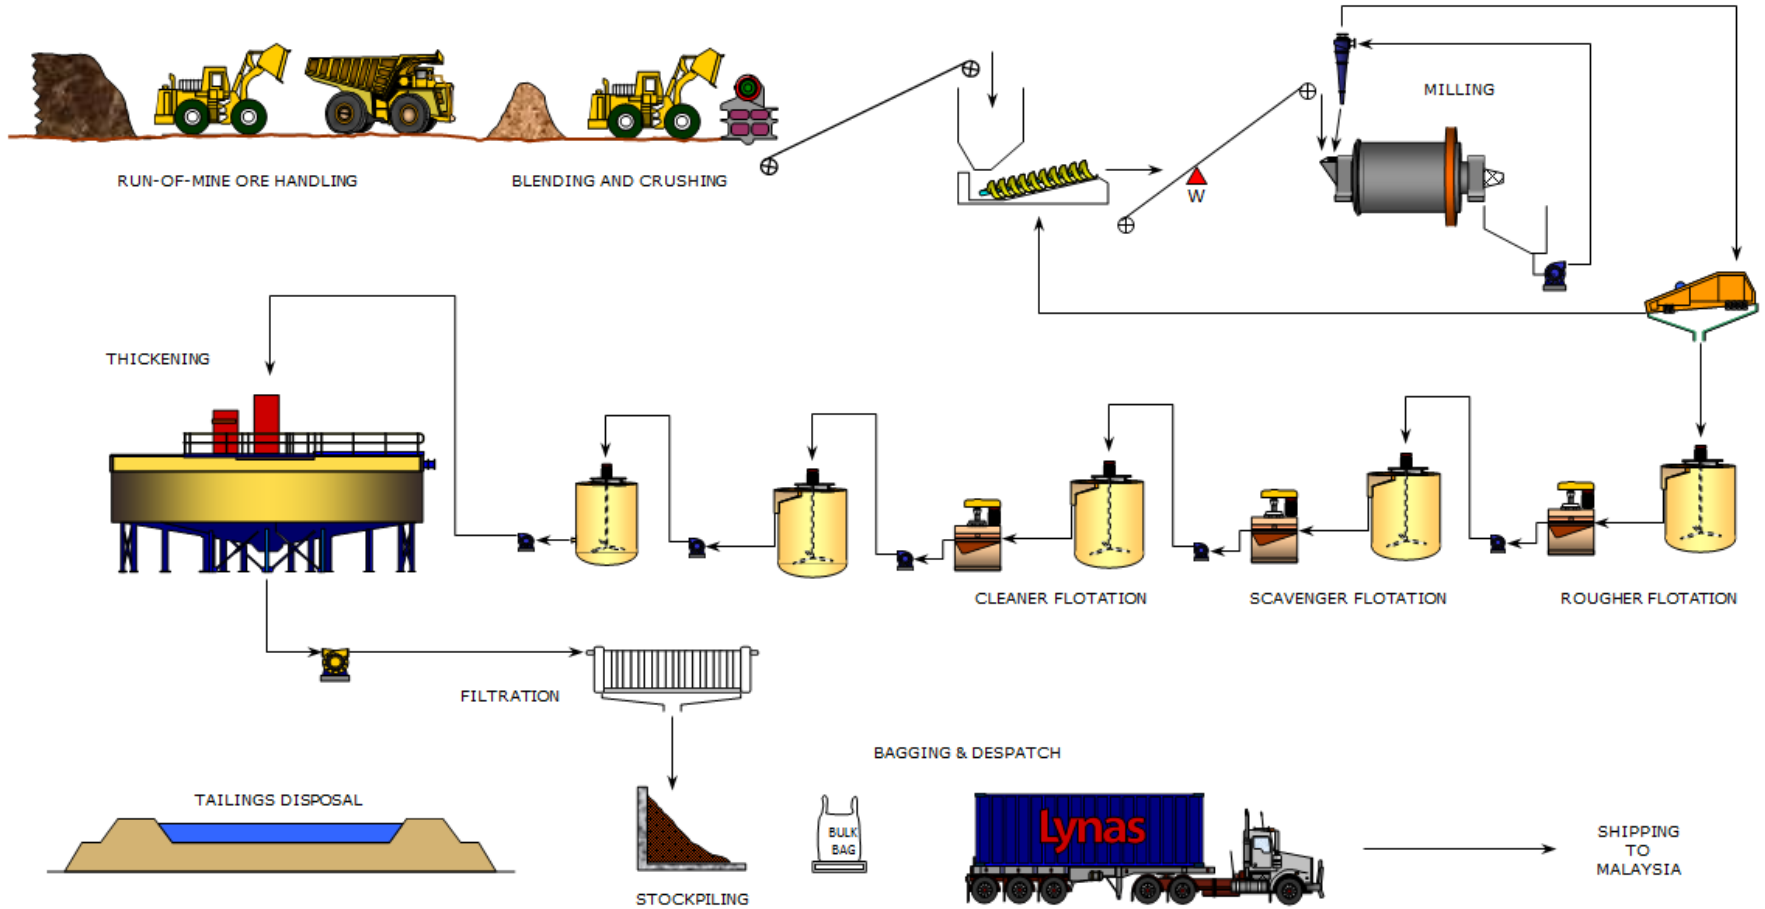 MILLING
RUN-OF-MINE ORE HANDLING
BLENDING AND CRUSHING
W
THICKENING
CLEANER FLOTATION
SCAVENGER FLOTATION
ROUGHER FLOTATION
FILTRATION
BAGGING & DESPATCH
TAILINGS DISPOSAL
Lynas
BULK
BAG
SHIPPING
TO
MALAYSIA
STOCKPILING